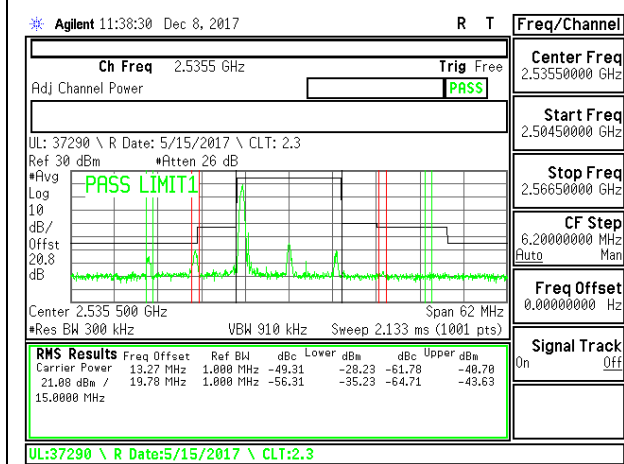 Agilent 11:38:30 Dec 8, 2017 R T
Freq/Channel
Ch Freq 2.5355 GHz Trig Free
Adj Channel Power PASS
UL: 37290 \ R Date: 5/15/2017 \ CLT: 2.3
Ref 30 dBm #Atten 26 dB
#Avg
Log
10
dB/
Offst
20.8
dB
PASS LIMIT1
Center 2.535 500 GHz Span 62 MHz
#Res BW 300 kHz VBW 910 kHz Sweep 2.133 ms (1001 pts)
RMS Results Freq Offset Ref BW dBc Lower dBm dBc Upper dBm
Carrier Power 13.27 MHz 1.000 MHz -49.31 -28.23 -61.78 -40.70
21.08 dBm / 19.78 MHz 1.000 MHz -56.31 -35.23 -64.71 -43.63
15.0000 MHz
UL:37290 \ R Date:5/15/2017 \ CLT:2.3
Center Freq
2.53550000 GHz
Start Freq
2.50450000 GHz
Stop Freq
2.56650000 GHz
CF Step
6.20000000 MHz
Auto Man
Freq Offset
0.00000000 Hz
Signal Track
On Off